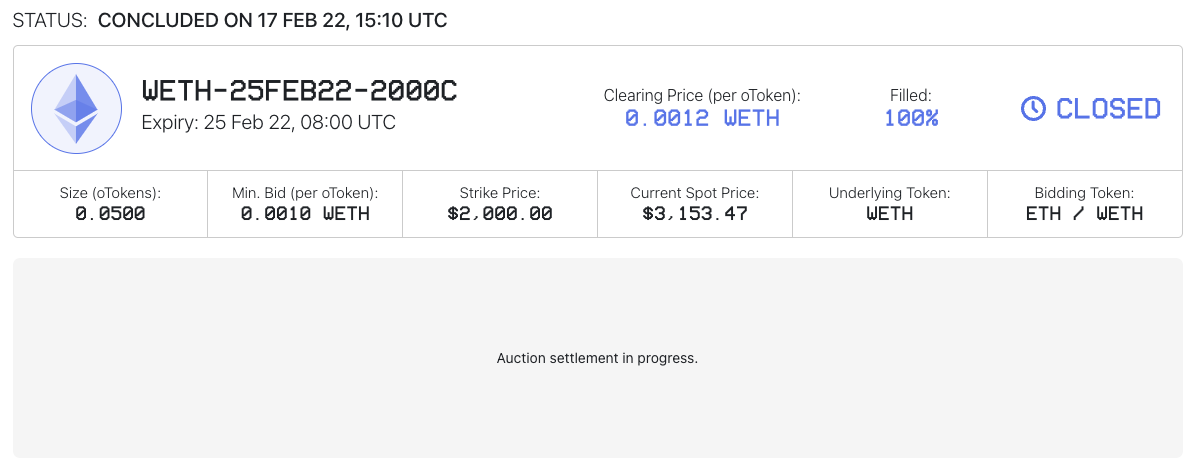 STATUS: CONCLUDED ON 17 FEB 22, 15:10 UTC
WETH-25FEB22-2000C
Expiry: 25 Feb 22, 08:00 UTC
Clearing Price (per oToken):
0.0012 WETH
Filled:
100%
CLOSED
Size (oTokens):
0.0500
Min. Bid (per oToken):
0.0010 WETH
Strike Price:
$2,000.00
Current Spot Price:
$3,153.47
Underlying Token:
WETH
Bidding Token:
ETH / WETH
Auction settlement in progress.